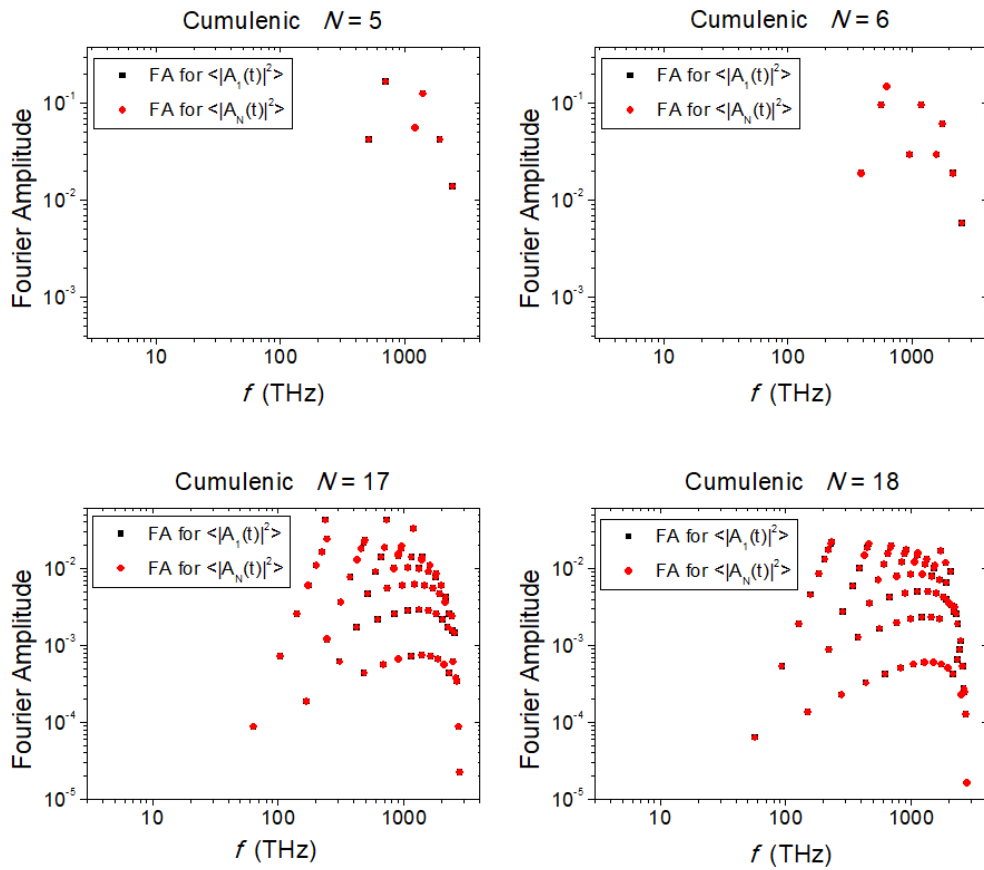 Cumulenic N = 5
FA for <|A₁(t)|²>
FA for <|A_N(t)|²>
Fourier Amplitude
10⁻¹
10⁻²
10⁻³
10 100 1000
f (THz)
Cumulenic N = 6
FA for <|A₁(t)|²>
FA for <|A_N(t)|²>
Fourier Amplitude
10⁻¹
10⁻²
10⁻³
10 100 1000
f (THz)
Cumulenic N = 17
FA for <|A₁(t)|²>
FA for <|A_N(t)|²>
Fourier Amplitude
10⁻²
10⁻³
10⁻⁴
10⁻⁵
10 100 1000
f (THz)
Cumulenic N = 18
FA for <|A₁(t)|²>
FA for <|A_N(t)|²>
Fourier Amplitude
10⁻²
10⁻³
10⁻⁴
10⁻⁵
10 100 1000
f (THz)